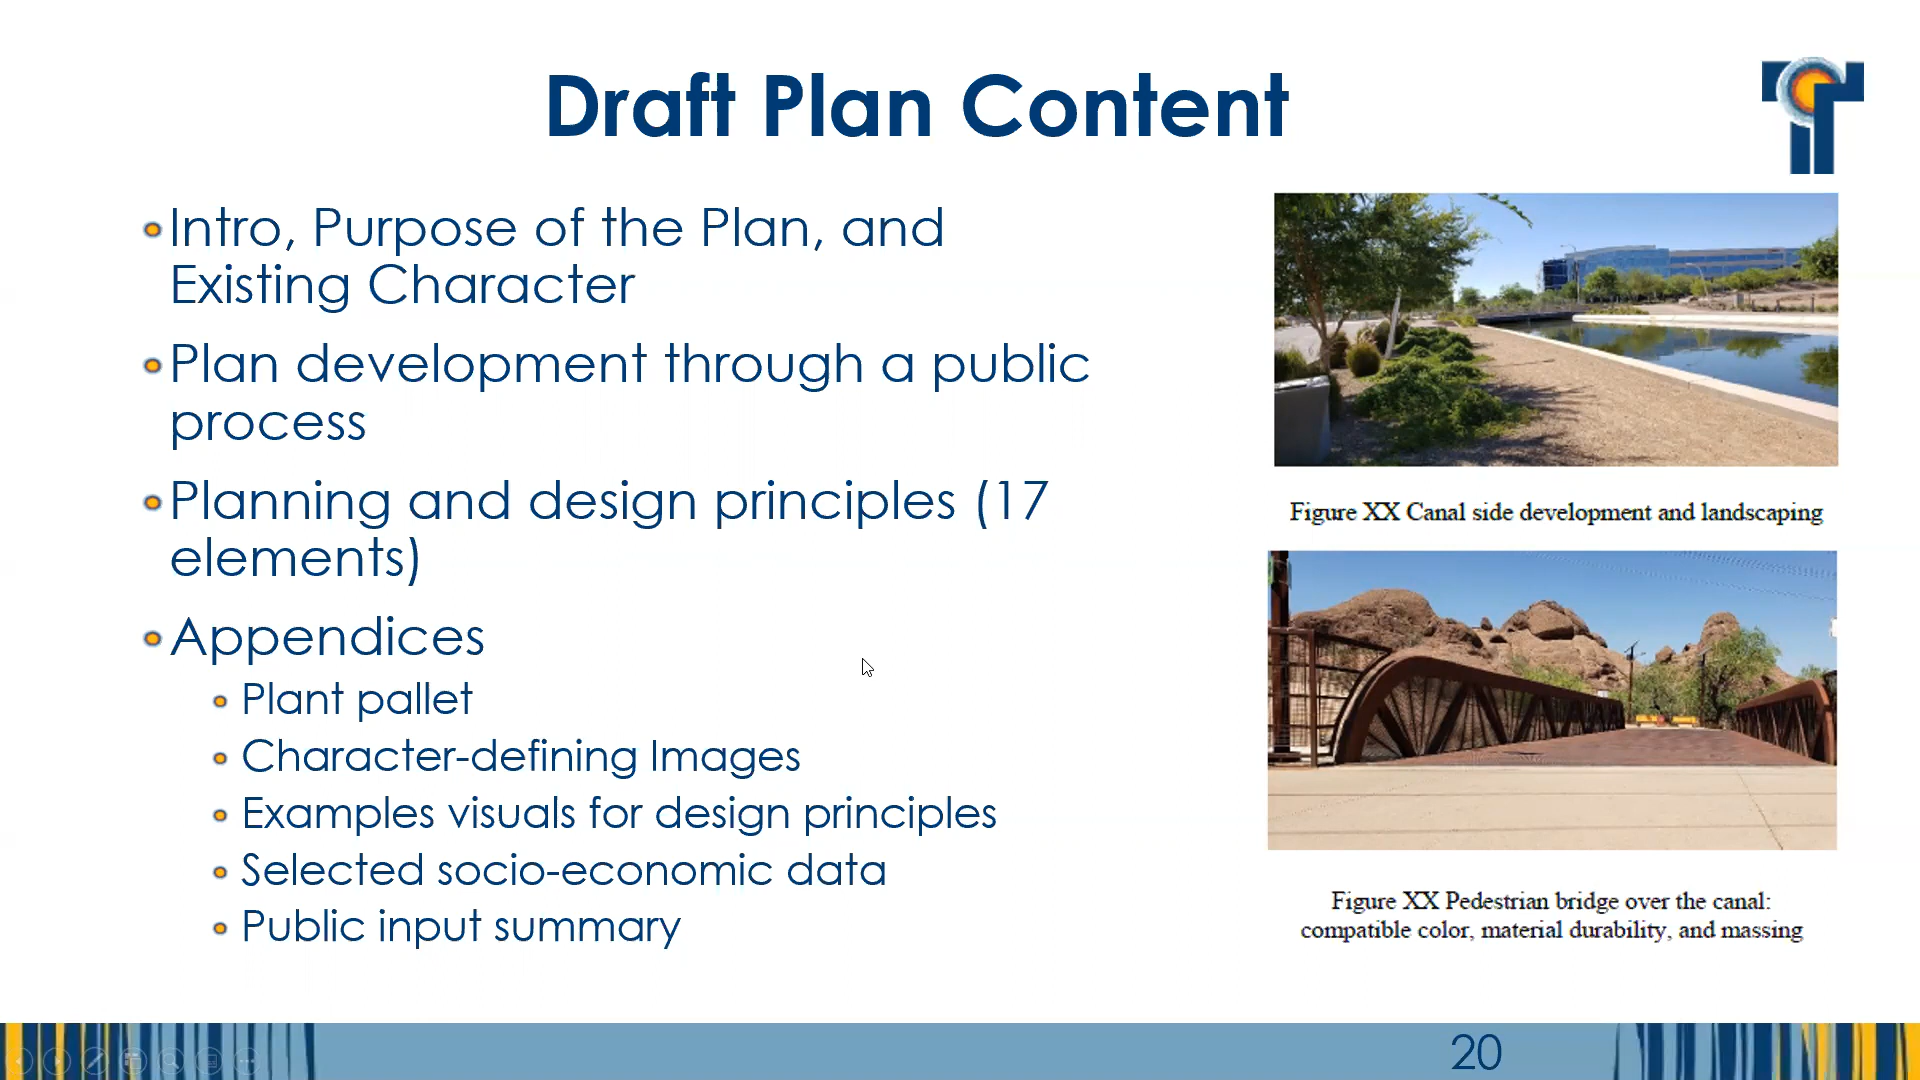 Draft Plan Content
Intro, Purpose of the Plan, and
Existing Character
Plan development through a public
process
Planning and design principles (17
elements)
Appendices
Plant pallet
Character-defining Images
Examples visuals for design principles
Selected socio-economic data
Public input summary
Figure XX Canal side development and landscaping
Figure XX Pedestrian bridge over the canal:
compatible color, material durability, and massing
20